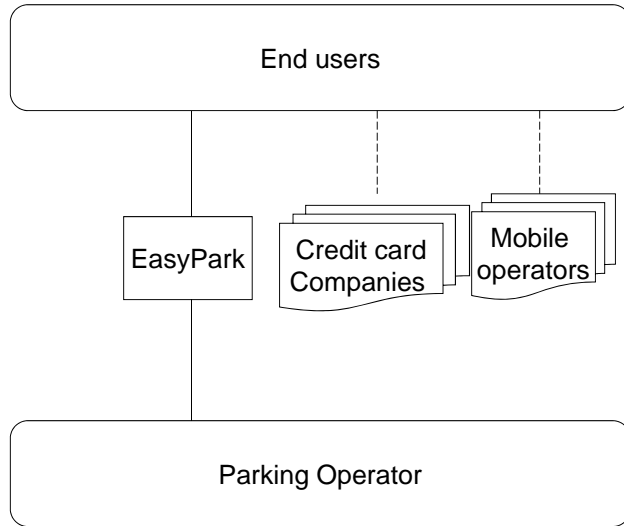 End users
EasyPark
Credit card
Companies
Mobile
operators
Parking Operator